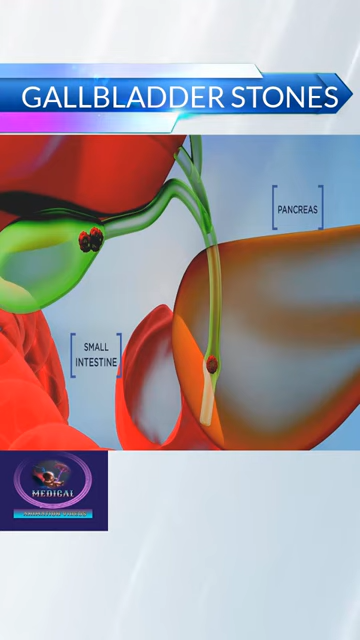 GALLBLADDER STONES
PANCREAS
SMALL
INTESTINE
MEDICAL